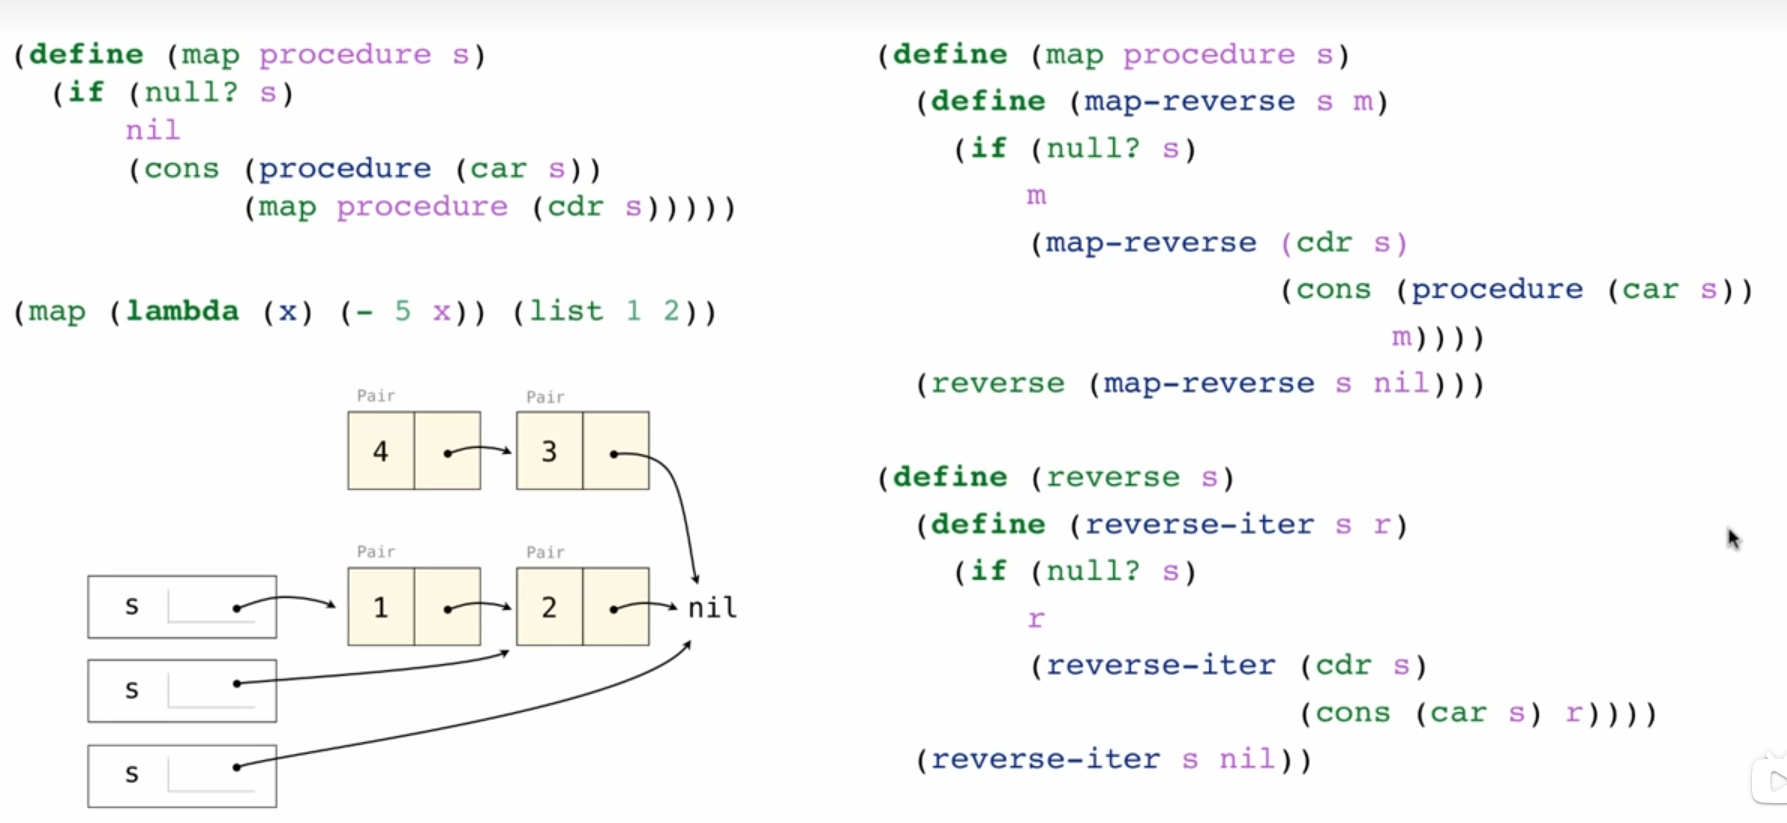 (define (map procedure s)
(if (null? s)
nil
(cons (procedure (car s))
(map procedure (cdr s)))))
(map (lambda (x) (- 5 x)) (list 1 2))
Pair Pair
4 3
Pair Pair
s 1 2 nil
s
s
(define (map procedure s)
(define (map-reverse s m)
(if (null? s)
m
(map-reverse (cdr s)
(cons (procedure (car s))
m))))
(reverse (map-reverse s nil)))
(define (reverse s)
(define (reverse-iter s r)
(if (null? s)
r
(reverse-iter (cdr s)
(cons (car s) r))))
(reverse-iter s nil))